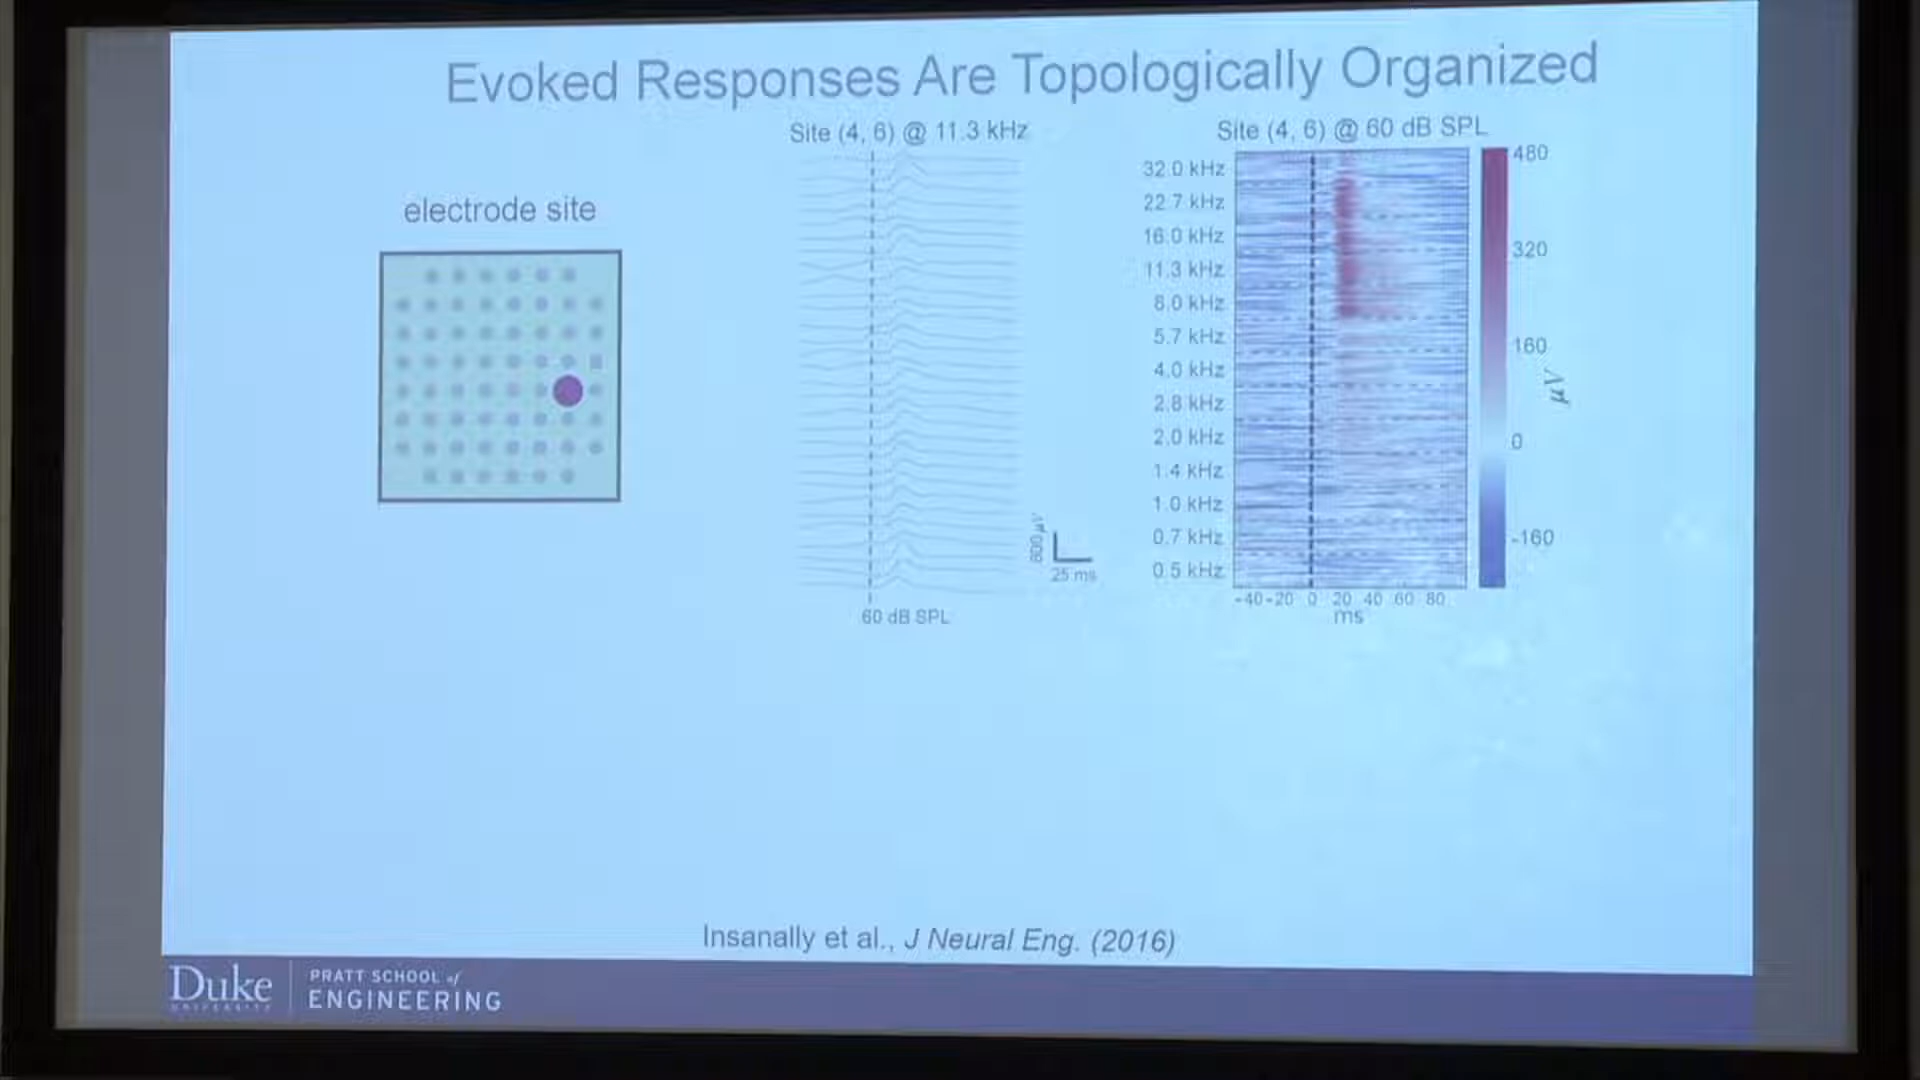 Evoked Responses Are Topologically Organized
electrode site
Site (4, 6) @ 11.3 kHz
600 µV
25 ms
60 dB SPL
Site (4, 6) @ 60 dB SPL
32.0 kHz
22.7 kHz
16.0 kHz
11.3 kHz
8.0 kHz
5.7 kHz
4.0 kHz
2.8 kHz
2.0 kHz
1.4 kHz
1.0 kHz
0.7 kHz
0.5 kHz
-40 -20 0 20 40 60 80
ms
480
320
160
0
-160
µV
Insanally et al., J Neural Eng. (2016)
Duke
UNIVERSITY
PRATT SCHOOL of
ENGINEERING